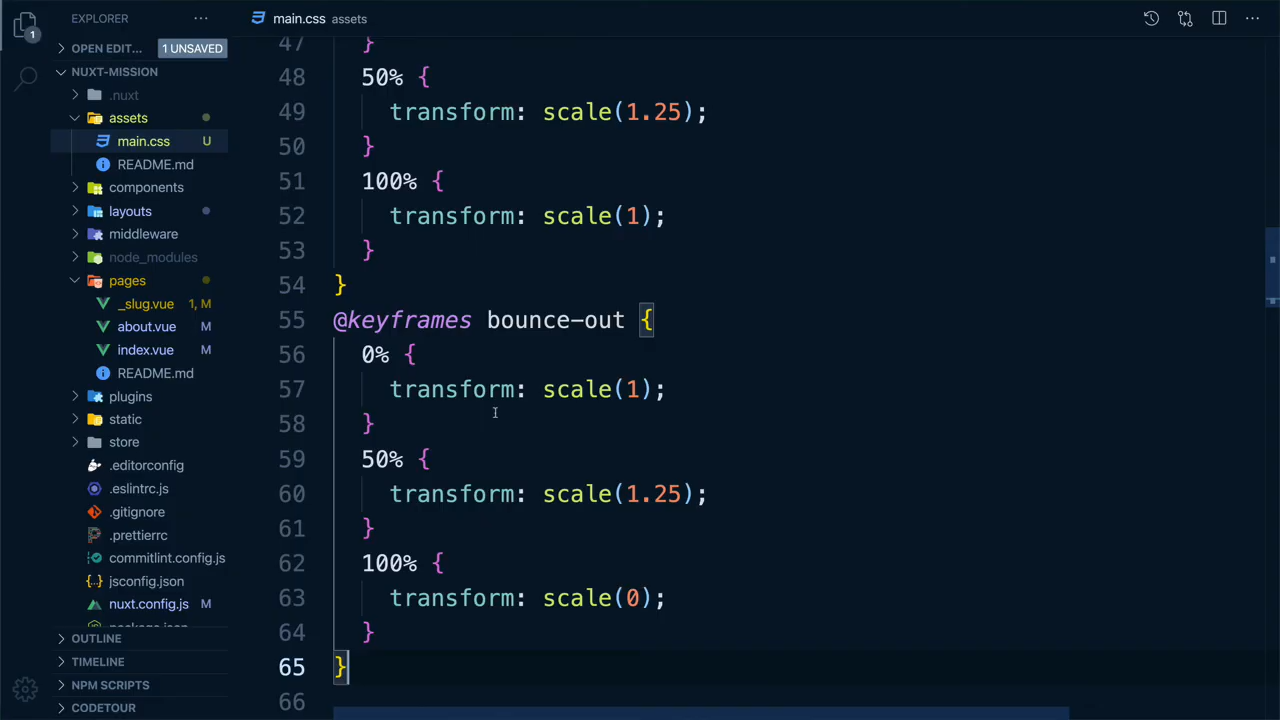 EXPLORER
main.css assets
1
OPEN EDIT...
1 UNSAVED
NUXT-MISSION
.nuxt
assets
main.css U
README.md
components
layouts
middleware
node_modules
pages
_slug.vue 1, M
about.vue M
index.vue M
README.md
plugins
static
store
.editorconfig
.eslintrc.js
.gitignore
.prettierrc
commitlint.config.js
jsconfig.json
nuxt.config.js M
package.json
OUTLINE
TIMELINE
NPM SCRIPTS
CODETOUR
47 }
48 50% {
49 transform: scale(1.25);
50 }
51 100% {
52 transform: scale(1);
53 }
54 }
55 @keyframes bounce-out {
56 0% {
57 transform: scale(1);
58 }
59 50% {
60 transform: scale(1.25);
61 }
62 100% {
63 transform: scale(0);
64 }
65 }
66